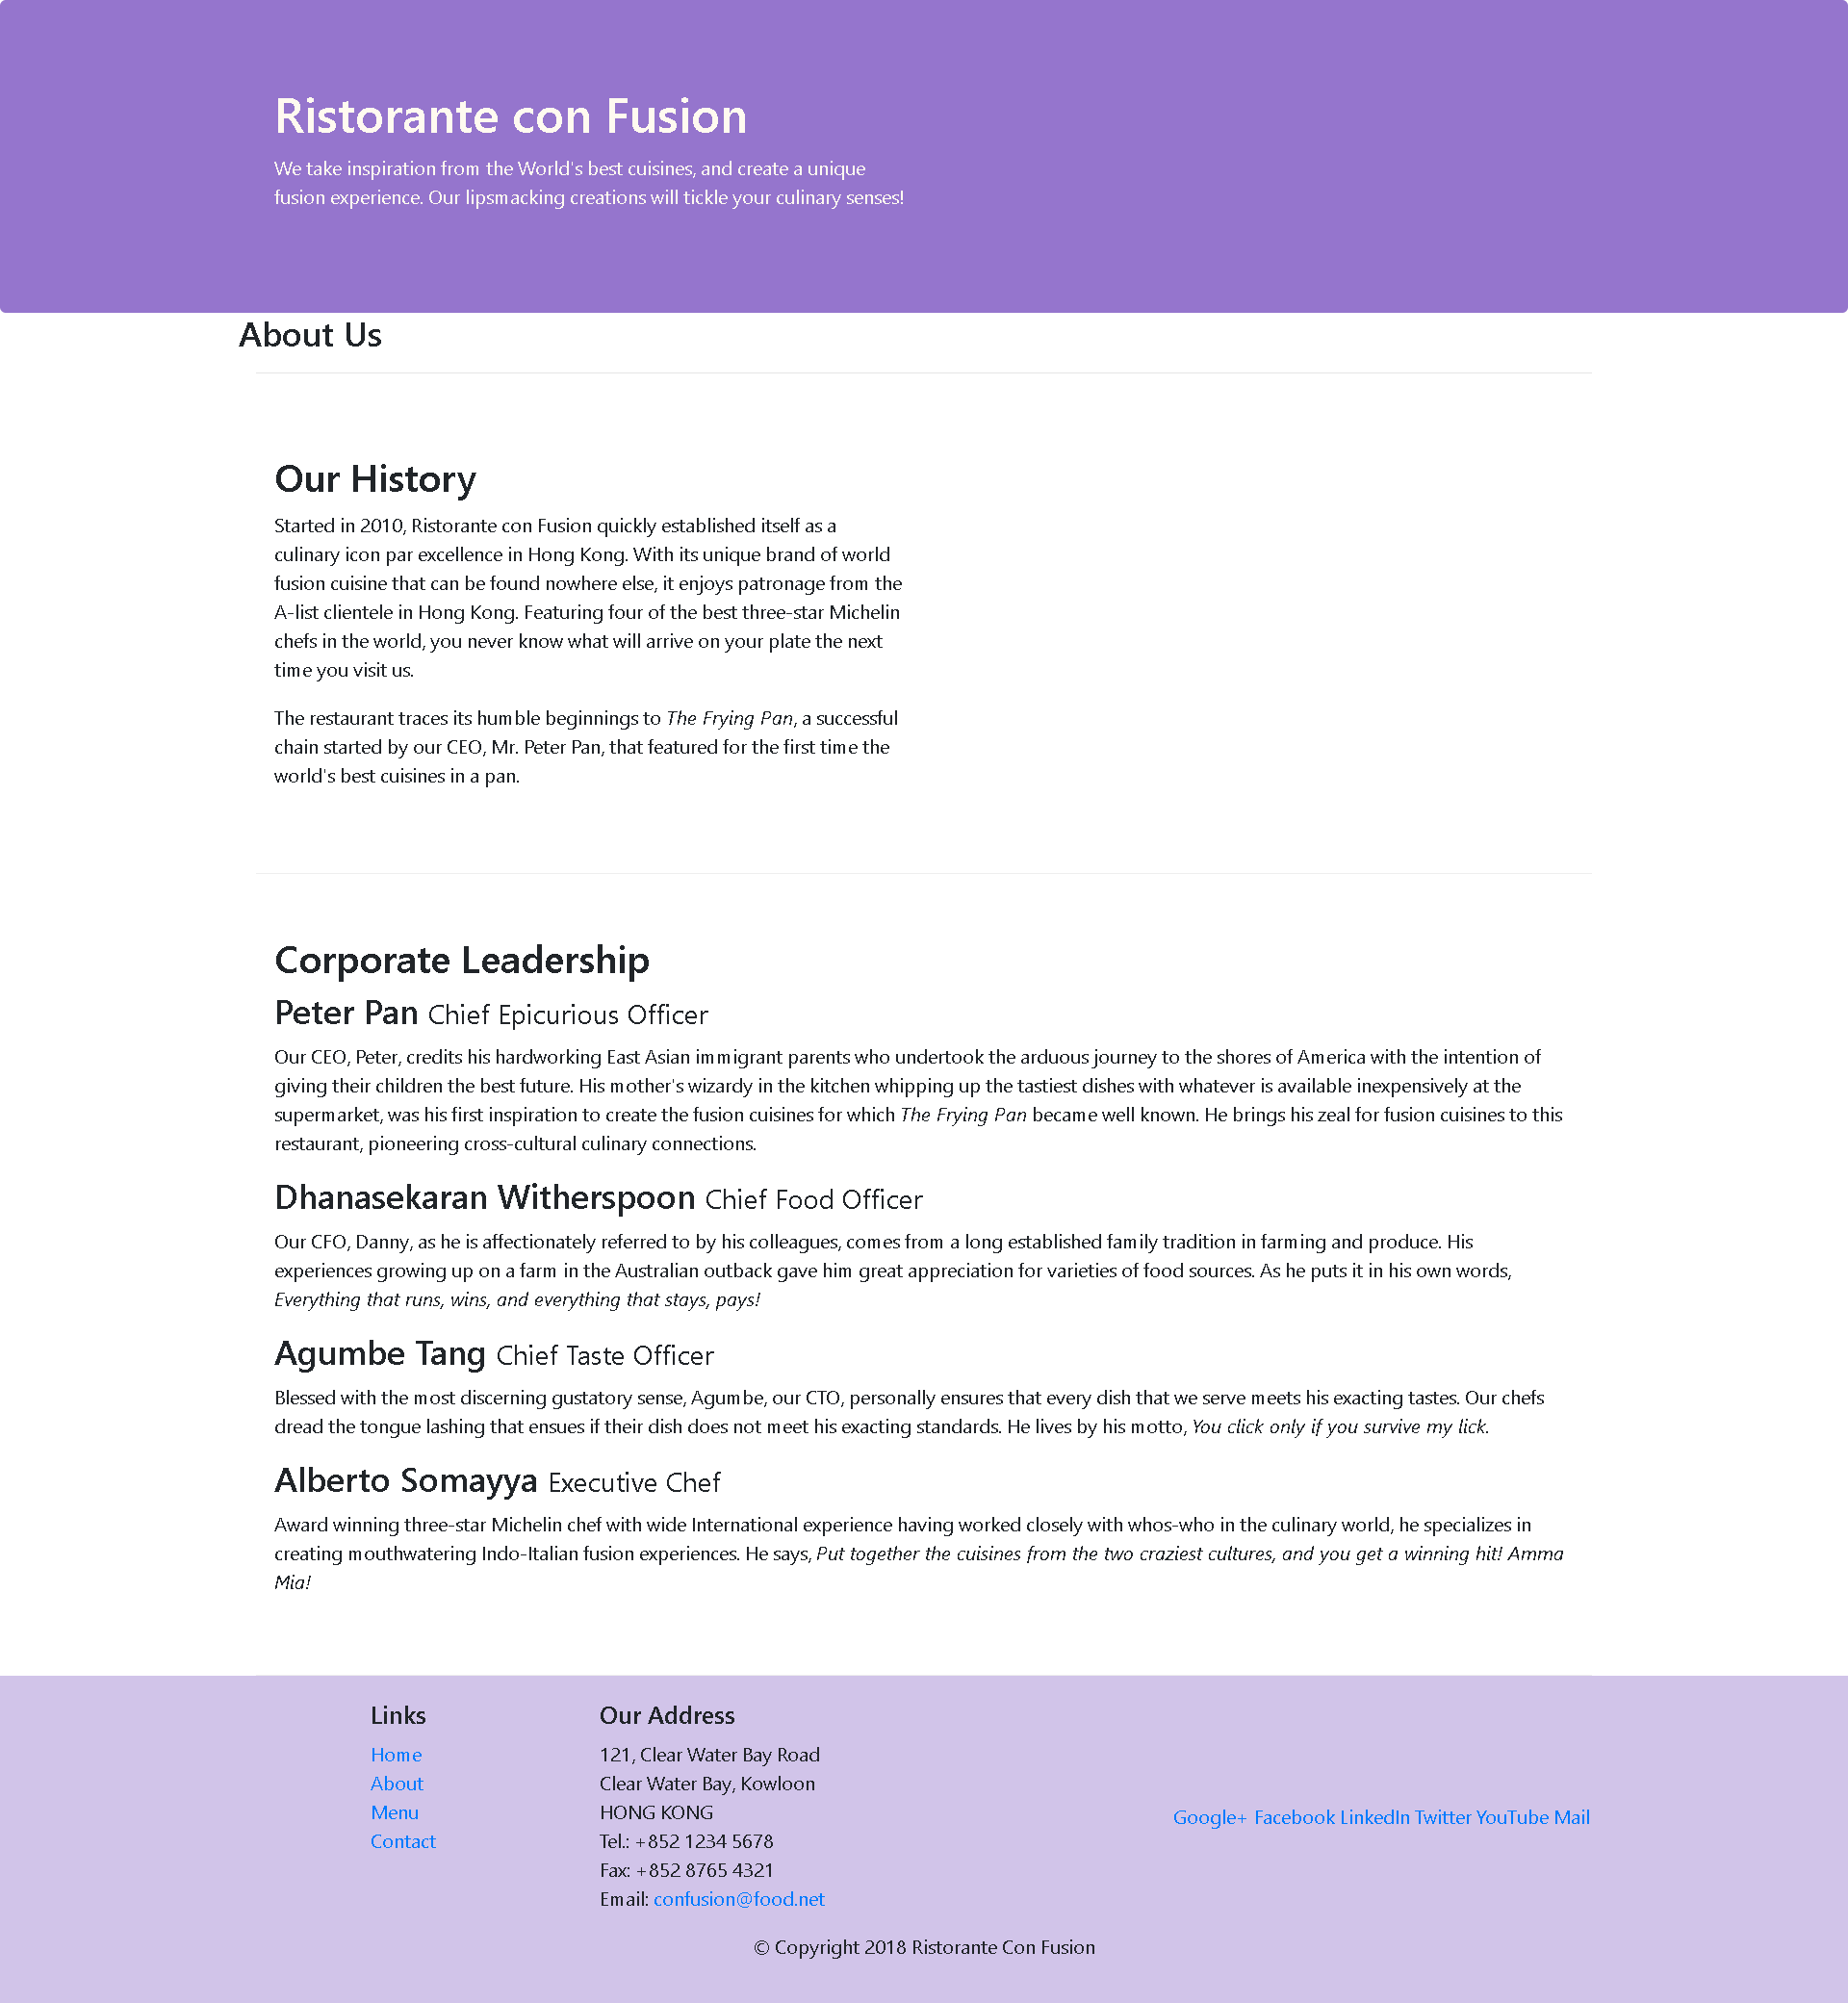 Ristorante con Fusion
We take inspiration from the World's best cuisines, and create a unique
fusion experience. Our lipsmacking creations will tickle your culinary senses!
About Us
Our History
Started in 2010, Ristorante con Fusion quickly established itself as a
culinary icon par excellence in Hong Kong. With its unique brand of world
fusion cuisine that can be found nowhere else, it enjoys patronage from the
A-list clientele in Hong Kong. Featuring four of the best three-star Michelin
chefs in the world, you never know what will arrive on your plate the next
time you visit us.
The restaurant traces its humble beginnings to The Frying Pan, a successful
chain started by our CEO, Mr. Peter Pan, that featured for the first time the
world's best cuisines in a pan.
Corporate Leadership
Peter Pan Chief Epicurious Officer
Our CEO, Peter, credits his hardworking East Asian immigrant parents who undertook the arduous journey to the shores of America with the intention of
giving their children the best future. His mother's wizardy in the kitchen whipping up the tastiest dishes with whatever is available inexpensively at the
supermarket, was his first inspiration to create the fusion cuisines for which The Frying Pan became well known. He brings his zeal for fusion cuisines to this
restaurant, pioneering cross-cultural culinary connections.
Dhanasekaran Witherspoon Chief Food Officer
Our CFO, Danny, as he is affectionately referred to by his colleagues, comes from a long established family tradition in farming and produce. His
experiences growing up on a farm in the Australian outback gave him great appreciation for varieties of food sources. As he puts it in his own words,
Everything that runs, wins, and everything that stays, pays!
Agumbe Tang Chief Taste Officer
Blessed with the most discerning gustatory sense, Agumbe, our CTO, personally ensures that every dish that we serve meets his exacting tastes. Our chefs
dread the tongue lashing that ensues if their dish does not meet his exacting standards. He lives by his motto, You click only if you survive my lick.
Alberto Somayya Executive Chef
Award winning three-star Michelin chef with wide International experience having worked closely with whos-who in the culinary world, he specializes in
creating mouthwatering Indo-Italian fusion experiences. He says, Put together the cuisines from the two craziest cultures, and you get a winning hit! Amma
Mia!
Links
Home
About
Menu
Contact
Our Address
121, Clear Water Bay Road
Clear Water Bay, Kowloon
HONG KONG
Tel.: +852 1234 5678
Fax: +852 8765 4321
Email: confusion@food.net
Google+ Facebook LinkedIn Twitter YouTube Mail
© Copyright 2018 Ristorante Con Fusion